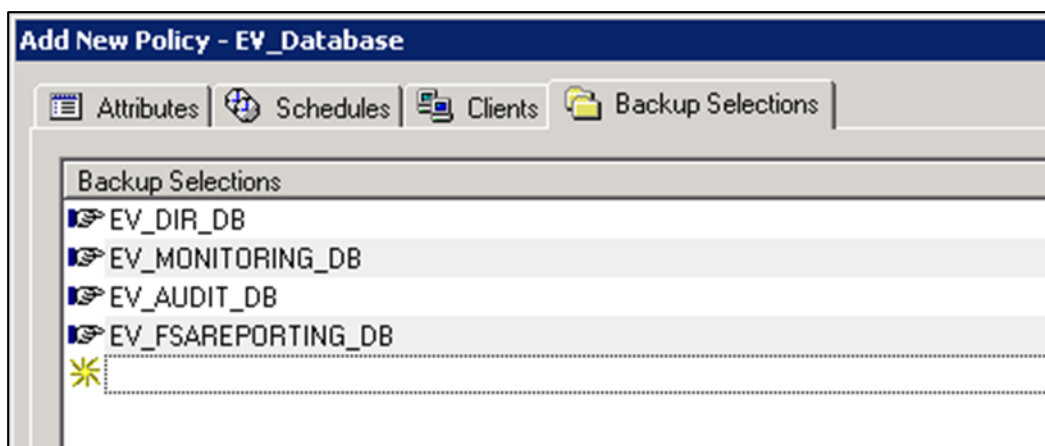 Add New Policy - EV_Database
Attributes Schedules Clients Backup Selections
Backup Selections
EV_DIR_DB
EV_MONITORING_DB
EV_AUDIT_DB
EV_FSAREPORTING_DB